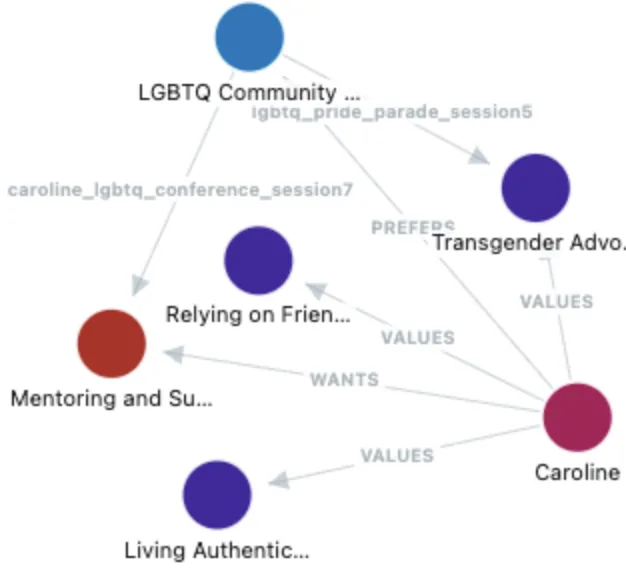 LGBTQ Community ...
lgbtq_pride_parade_session5
caroline_lgbtq_conference_session7
PREFERS
Transgender Advo.
VALUES
Relying on Frien...
VALUES
WANTS
Mentoring and Su...
Caroline
VALUES
Living Authentic...